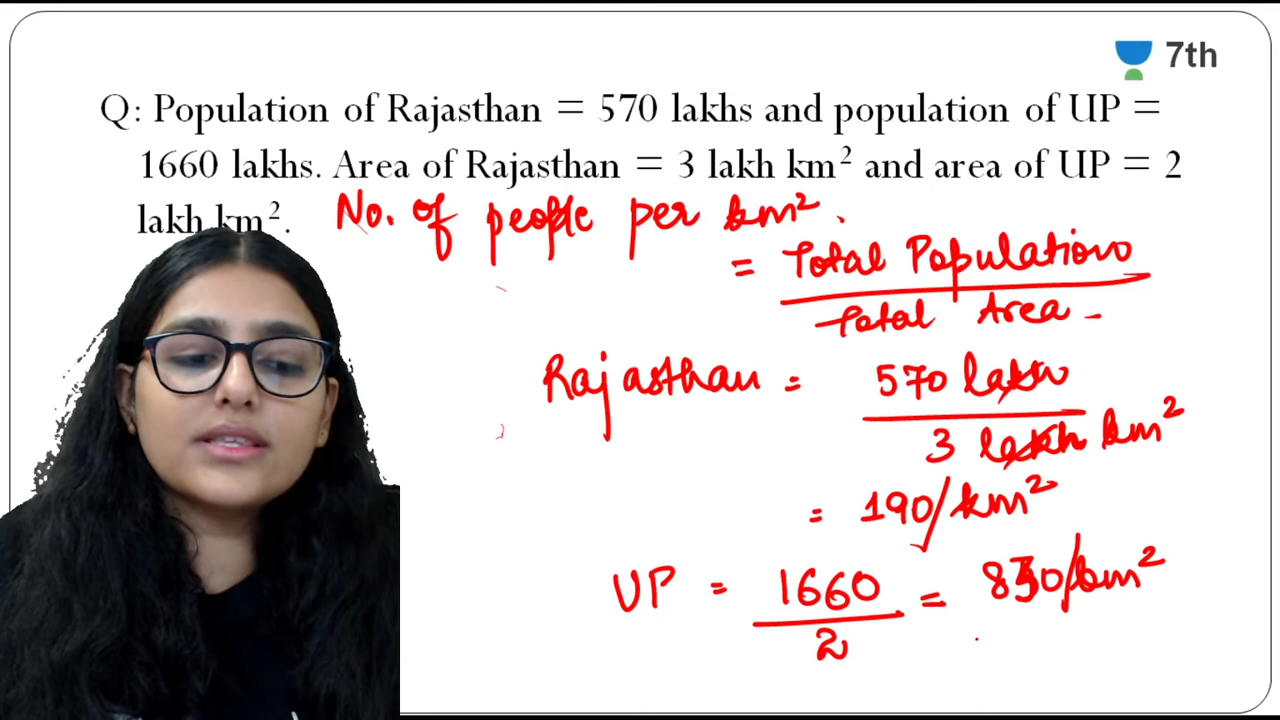 7th
Q: Population of Rajasthan = 570 lakhs and population of UP =
1660 lakhs. Area of Rajasthan = 3 lakh km² and area of UP = 2
lakh km².
No. of people per km².
= Total Population
Total Area
Rajasthan = 570 lakh
3 lakh km²
= 190/km²
UP = 1660 = 830/km²
2